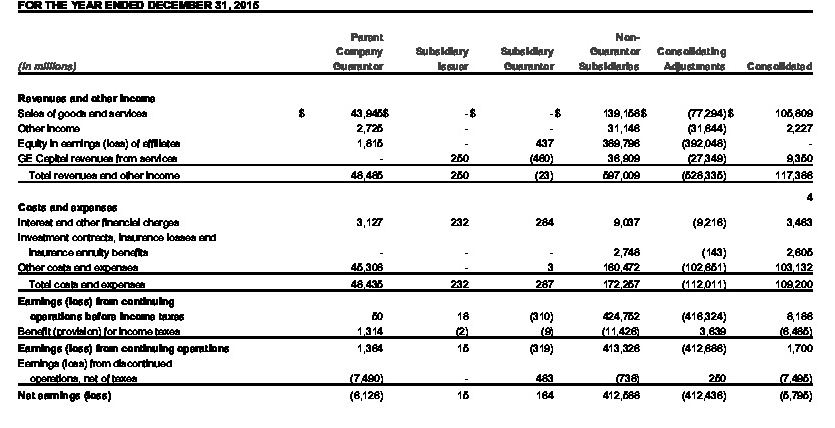 FOR THE YEAR ENDED DECEMBER 31, 2015
Parent Non-
Company Subsidiary Subsidiary Guarantor Consolidating
(In millions) Guarantor Issuer Guarantor Subsidiaries Adjustments Consolidated
Revenues and other income
Sales of goods and services $ 43,945$ -$ -$ 139,158$ (77,294)$ 105,809
Other income 2,725 - - 31,146 (31,644) 2,227
Equity in earnings (loss) of affiliates 1,815 - 437 389,796 (392,048) -
GE Capital revenues from services - 250 (460) 36,909 (27,349) 9,350
Total revenues and other income 48,485 250 (23) 597,009 (528,335) 117,386
4
Costs and expenses
Interest and other financial charges 3,127 232 284 9,037 (9,216) 3,463
Investment contracts, insurance losses and
insurance annuity benefits - - - 2,748 (143) 2,605
Other costs and expenses 45,308 - 3 160,472 (102,651) 103,132
Total costs and expenses 48,435 232 287 172,257 (112,011) 109,200
Earnings (loss) from continuing
operations before income taxes 50 18 (310) 424,752 (416,324) 8,186
Benefit (provision) for income taxes 1,314 (2) (9) (11,426) 3,639 (6,485)
Earnings (loss) from continuing operations 1,364 15 (319) 413,326 (412,686) 1,700
Earnings (loss) from discontinued
operations, net of taxes (7,490) - 483 (738) 250 (7,495)
Net earnings (loss) (6,126) 15 164 412,588 (412,436) (5,795)